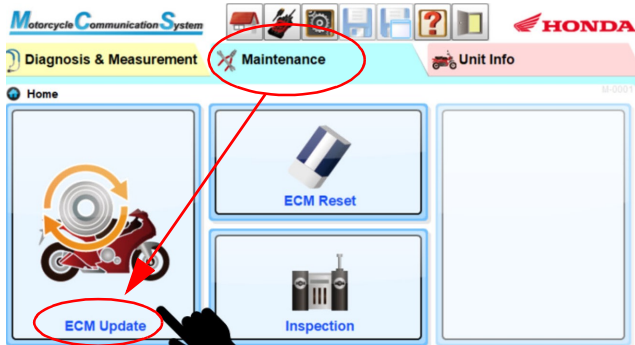 Motorcycle Communication System
HONDA
Diagnosis & Measurement
Maintenance
Unit Info
Home
M-0001
ECM Reset
ECM Update
Inspection